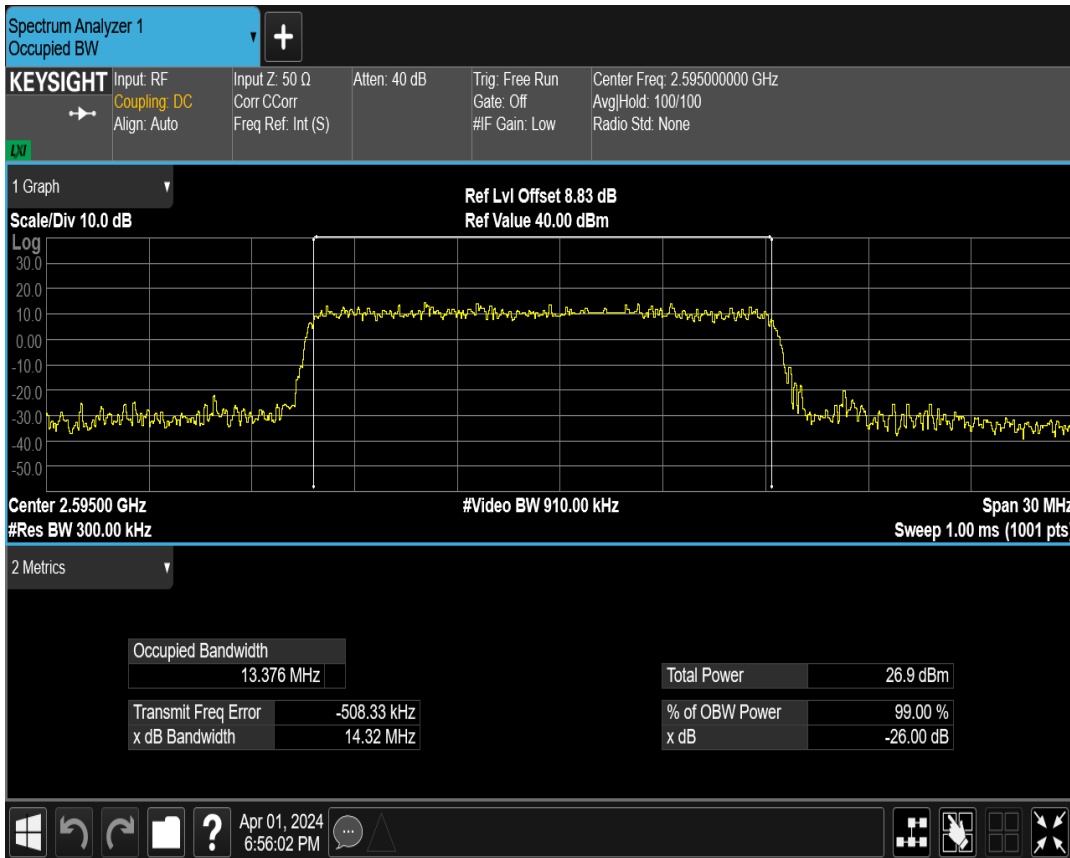 Spectrum Analyzer 1
Occupied BW
+
KEYSIGHT
LXI
Input: RF
Coupling: DC
Align: Auto
Input Z: 50 Ω
Corr CCorr
Freq Ref: Int (S)
Atten: 40 dB
Trig: Free Run
Gate: Off
#IF Gain: Low
Center Freq: 2.595000000 GHz
Avg|Hold: 100/100
Radio Std: None
1 Graph
Scale/Div 10.0 dB
Ref Lvl Offset 8.83 dB
Ref Value 40.00 dBm
Log
30.0
20.0
10.0
0.00
-10.0
-20.0
-30.0
-40.0
-50.0
Center 2.59500 GHz
#Video BW 910.00 kHz
Span 30 MHz
#Res BW 300.00 kHz
Sweep 1.00 ms (1001 pts)
2 Metrics
Occupied Bandwidth
13.376 MHz
Total Power 26.9 dBm
Transmit Freq Error -508.33 kHz
% of OBW Power 99.00 %
x dB Bandwidth 14.32 MHz
x dB -26.00 dB
?
Apr 01, 2024
6:56:02 PM